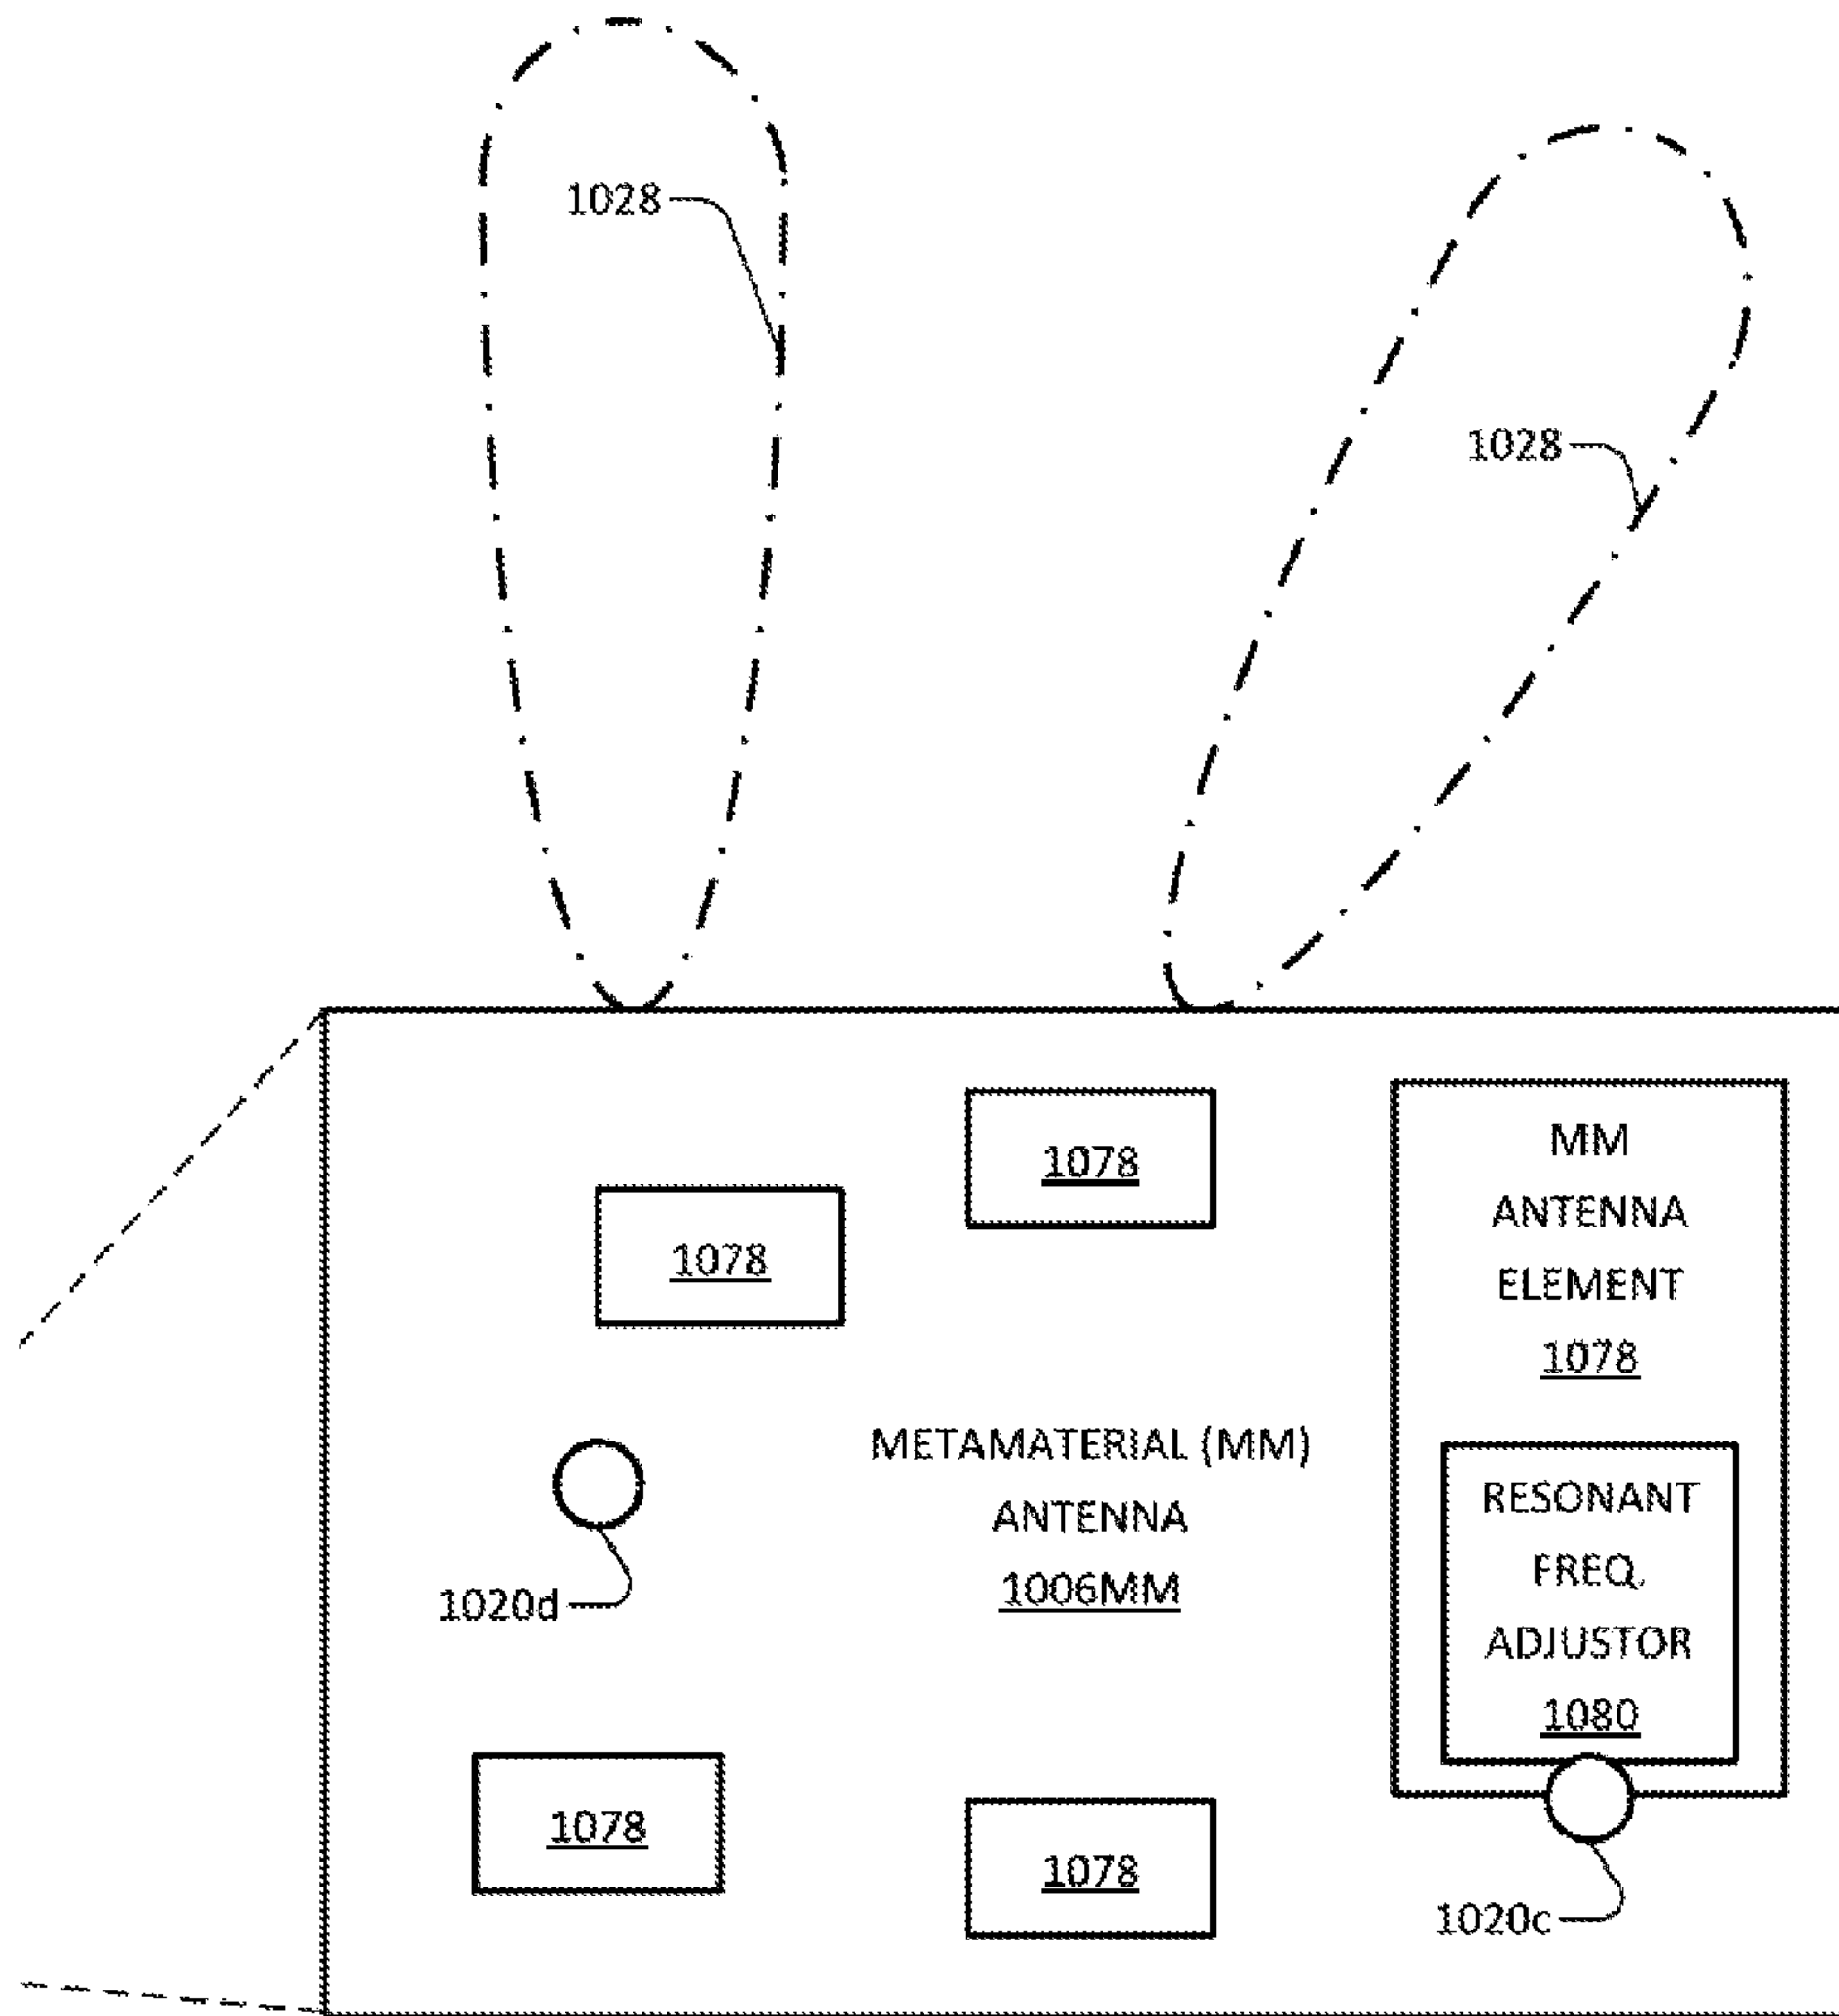 1028
1028
1078
1078
MM
ANTENNA
ELEMENT
1078
METAMATERIAL (MM)
ANTENNA
1006MM
RESONANT
FREQ.
ADJUSTOR
1080
1020d
1078
1078
1020c